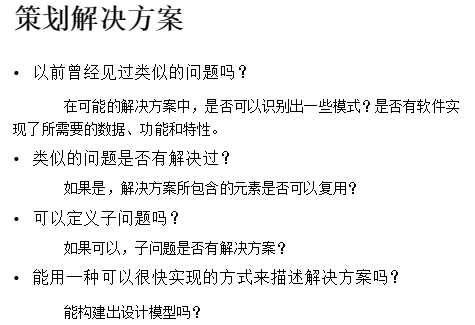 策划解决方案
• 以前曾经见过类似的问题吗？
在可能的解决方案中，是否可以识别出一些模式？是否有软件实
现了所需要的数据、功能和特性。
• 类似的问题是否有解决过？
如果是，解决方案所包含的元素是否可以复用？
• 可以定义子问题吗？
如果可以，子问题是否有解决方案？
• 能用一种可以很快实现的方式来描述解决方案吗？
能构建出设计模型吗？